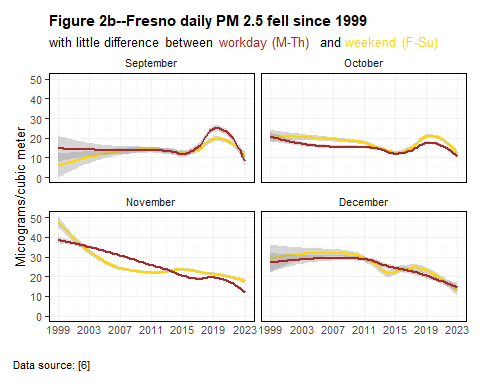 Figure 2b--Fresno daily PM 2.5 fell since 1999
with little difference between workday (M-Th) and weekend (F-Su)
September October
50
40
30
20
10
0
Micrograms/cubic meter
November December
50
40
30
20
10
0
1999 2003 2007 2011 2015 2019 2023 1999 2003 2007 2011 2015 2019 2023
Data source: [6]